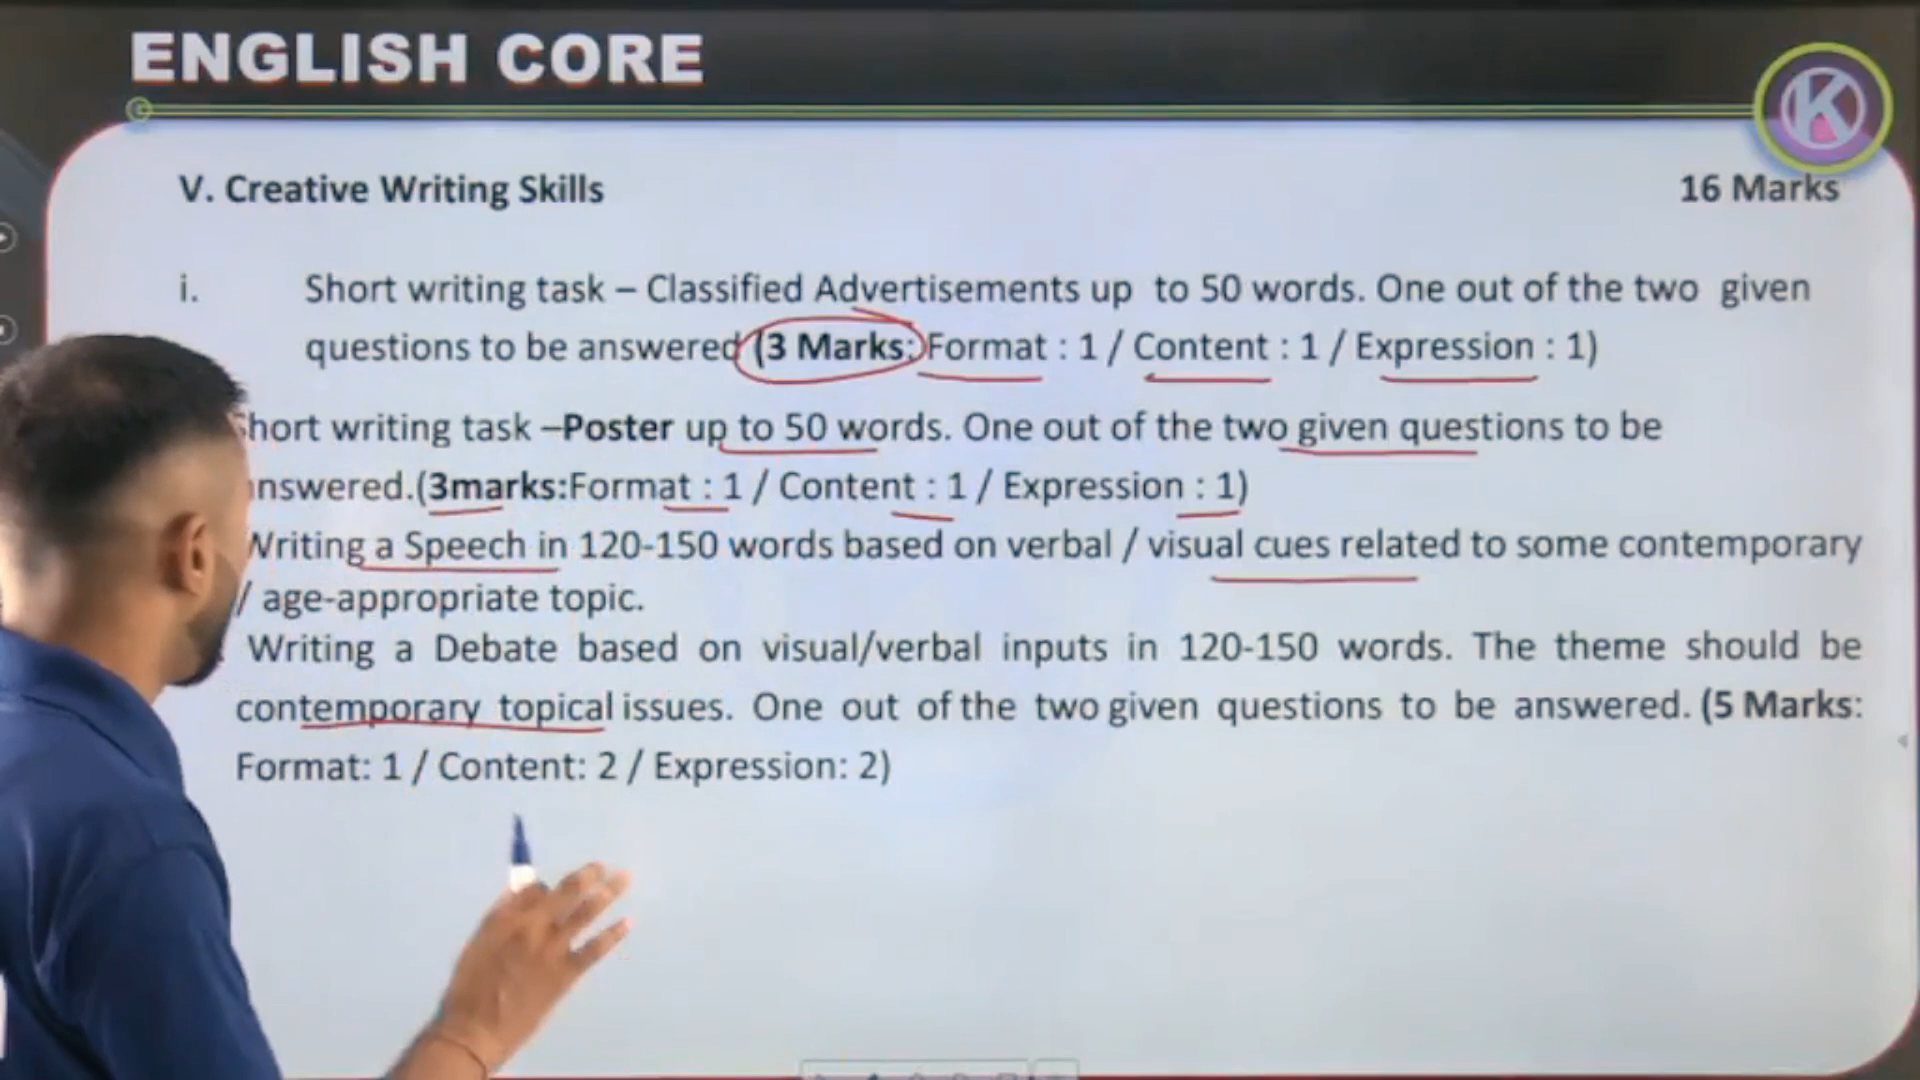 ENGLISH CORE
K
V. Creative Writing Skills 16 Marks
i. Short writing task – Classified Advertisements up to 50 words. One out of the two given
questions to be answered (3 Marks: Format : 1 / Content : 1 / Expression : 1)
hort writing task –Poster up to 50 words. One out of the two given questions to be
nswered.(3marks:Format : 1 / Content : 1 / Expression : 1)
Writing a Speech in 120-150 words based on verbal / visual cues related to some contemporary
/ age-appropriate topic.
Writing a Debate based on visual/verbal inputs in 120-150 words. The theme should be
contemporary topical issues. One out of the two given questions to be answered. (5 Marks:
Format: 1 / Content: 2 / Expression: 2)